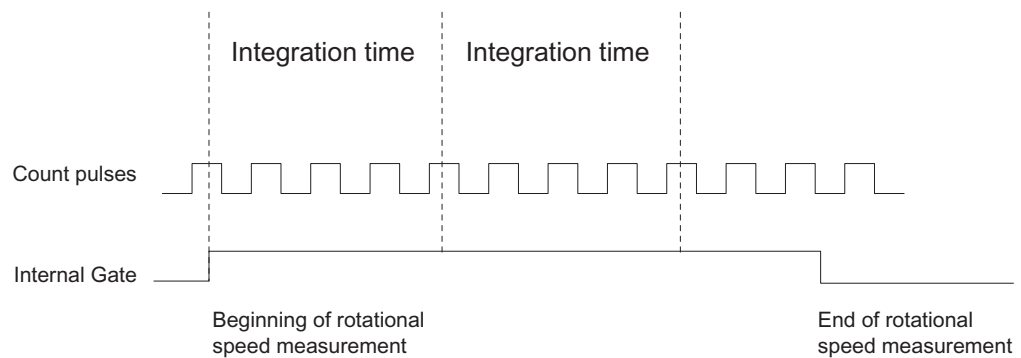 Integration time
Integration time
Count pulses
Internal Gate
Beginning of rotational
speed measurement
End of rotational
speed measurement